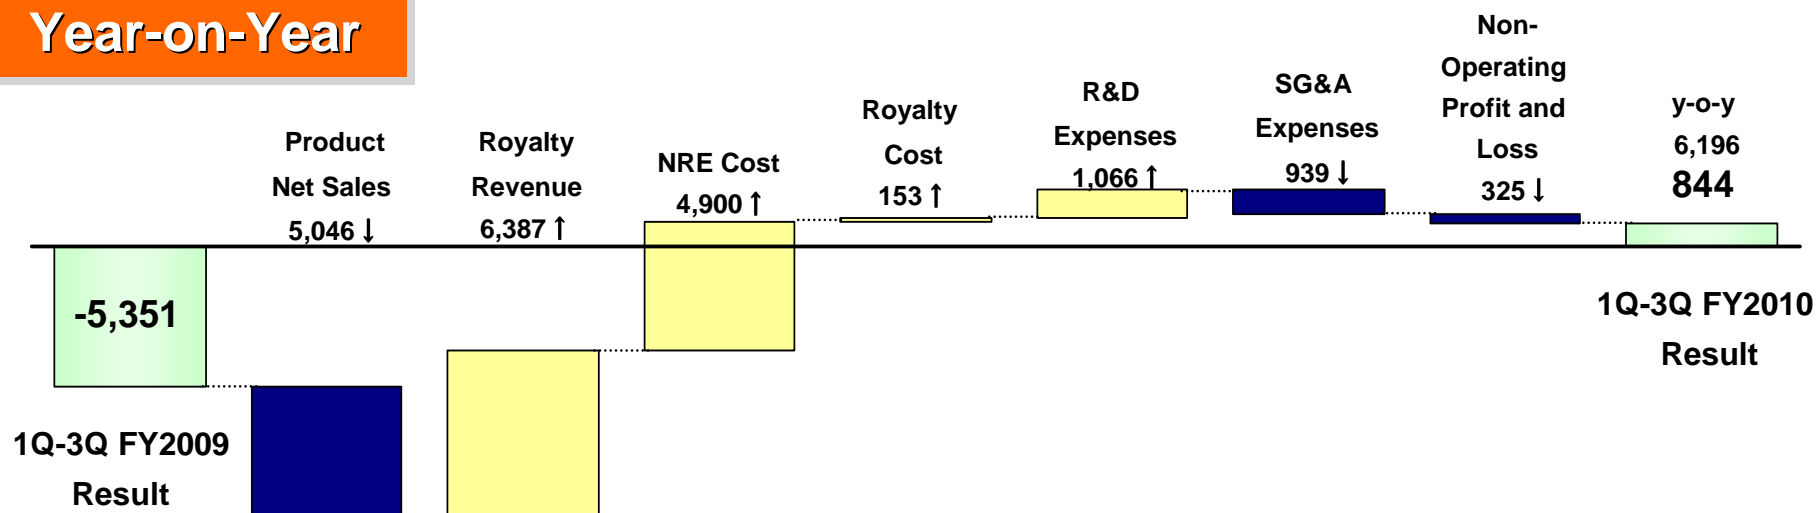 Year-on-Year
-5,351
1Q-3Q FY2009
Result
Product
Net Sales
5,046 ↓
Royalty
Revenue
6,387 ↑
NRE Cost
4,900 ↑
Royalty
Cost
153 ↑
R&D
Expenses
1,066 ↑
SG&A
Expenses
939 ↓
Non-
Operating
Profit and
Loss
325 ↓
y-o-y
6,196
844
1Q-3Q FY2010
Result